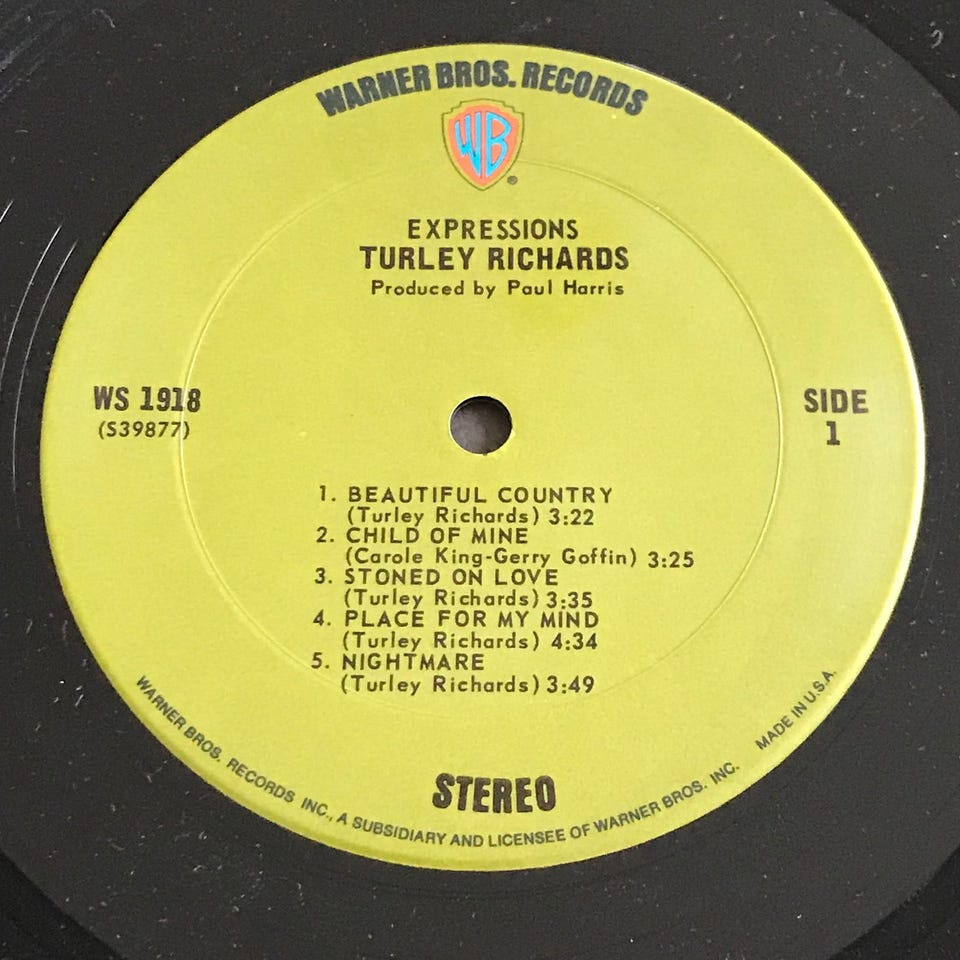 WARNER BROS. RECORDS
WB
®
EXPRESSIONS
TURLEY RICHARDS
Produced by Paul Harris
WS 1918
(S39877)
SIDE
1
1. BEAUTIFUL COUNTRY
(Turley Richards) 3:22
2. CHILD OF MINE
(Carole King-Gerry Goffin) 3:25
3. STONED ON LOVE
(Turley Richards) 3:35
4. PLACE FOR MY MIND
(Turley Richards) 4:34
5. NIGHTMARE
(Turley Richards) 3:49
STEREO
WARNER BROS. RECORDS INC., A SUBSIDIARY AND LICENSEE OF WARNER BROS. INC. MADE IN U.S.A.